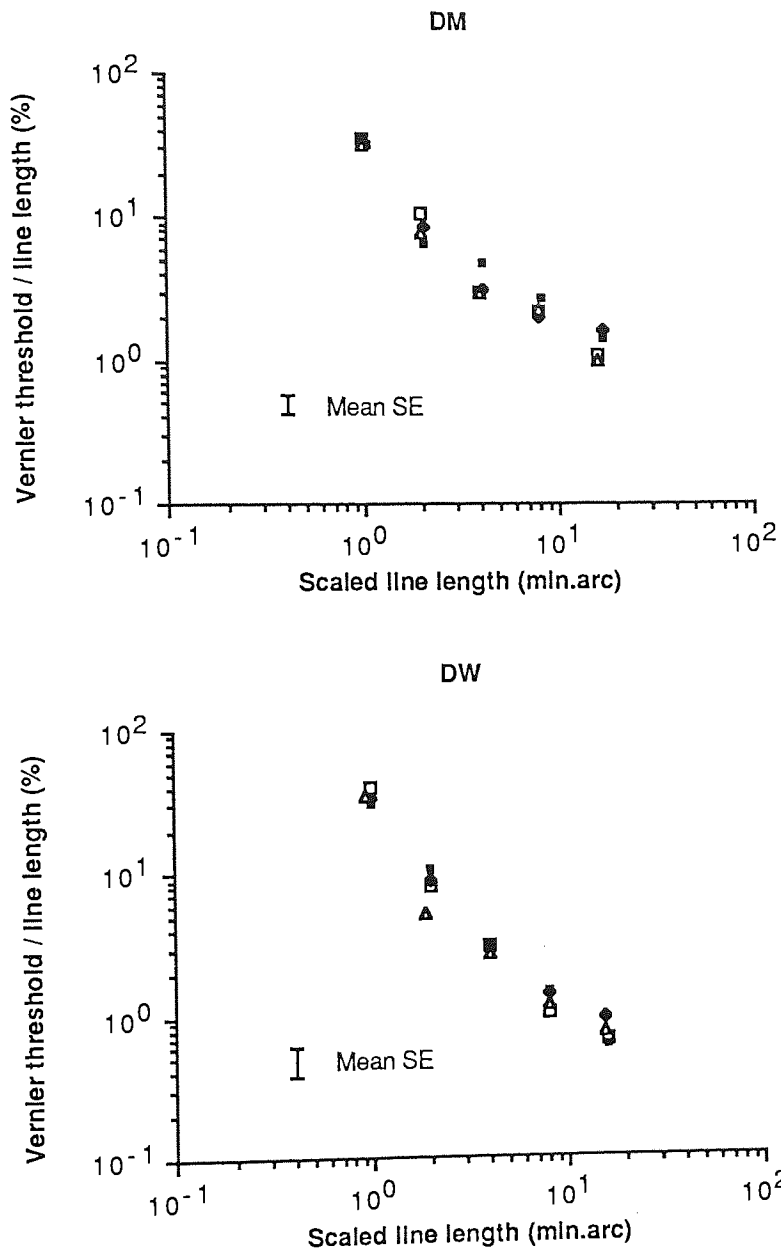 DM
Vernier threshold / line length (%)
10^2
10^1
10^0
10^-1
Mean SE
10^-1 10^0 10^1 10^2
Scaled line length (min.arc)
DW
Vernier threshold / line length (%)
10^2
10^1
10^0
10^-1
Mean SE
10^-1 10^0 10^1 10^2
Scaled line length (min.arc)